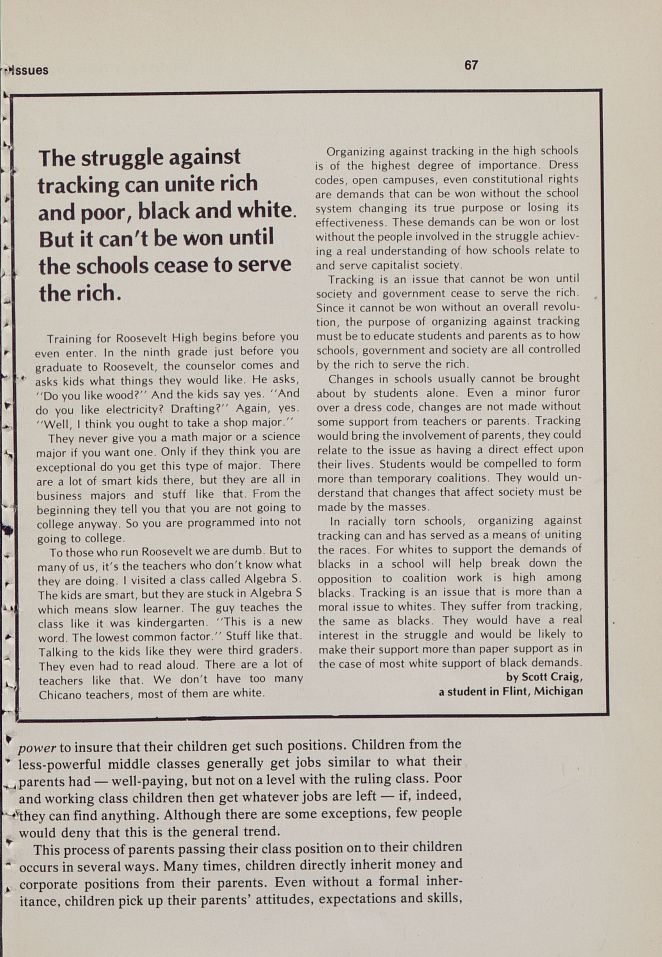 Issues
67
The struggle against
tracking can unite rich
and poor, black and white.
But it can't be won until
the schools cease to serve
the rich.
Training for Roosevelt High begins before you
even enter. In the ninth grade just before you
graduate to Roosevelt, the counselor comes and
asks kids what things they would like. He asks,
"Do you like wood?" And the kids say yes. "And
do you like electricity? Drafting?" Again, yes.
"Well, I think you ought to take a shop major."
They never give you a math major or a science
major if you want one. Only if they think you are
exceptional do you get this type of major. There
are a lot of smart kids there, but they are all in
business majors and stuff like that. From the
beginning they tell you that you are not going to
college anyway. So you are programmed into not
going to college.
To those who run Roosevelt we are dumb. But to
many of us, it's the teachers who don't know what
they are doing. I visited a class called Algebra S.
The kids are smart, but they are stuck in Algebra S
which means slow learner. The guy teaches the
class like it was kindergarten. "This is a new
word. The lowest common factor." Stuff like that.
Talking to the kids like they were third graders.
They even had to read aloud. There are a lot of
teachers like that. We don't have too many
Chicano teachers, most of them are white.
Organizing against tracking in the high schools
is of the highest degree of importance. Dress
codes, open campuses, even constitutional rights
are demands that can be won without the school
system changing its true purpose or losing its
effectiveness. These demands can be won or lost
without the people involved in the struggle achiev-
ing a real understanding of how schools relate to
and serve capitalist society.
Tracking is an issue that cannot be won until
society and government cease to serve the rich.
Since it cannot be won without an overall revolu-
tion, the purpose of organizing against tracking
must be to educate students and parents as to how
schools, government and society are all controlled
by the rich to serve the rich.
Changes in schools usually cannot be brought
about by students alone. Even a minor furor
over a dress code, changes are not made without
some support from teachers or parents. Tracking
would bring the involvement of parents, they could
relate to the issue as having a direct effect upon
their lives. Students would be compelled to form
more than temporary coalitions. They would un-
derstand that changes that affect society must be
made by the masses.
In racially torn schools, organizing against
tracking can and has served as a means of uniting
the races. For whites to support the demands of
blacks in a school will help break down the
opposition to coalition work is high among
blacks. Tracking is an issue that is more than a
moral issue to whites. They suffer from tracking,
the same as blacks. They would have a real
interest in the struggle and would be likely to
make their support more than paper support as in
the case of most white support of black demands.
by Scott Craig,
a student in Flint, Michigan
power to insure that their children get such positions. Children from the
less-powerful middle classes generally get jobs similar to what their
parents had — well-paying, but not on a level with the ruling class. Poor
and working class children then get whatever jobs are left — if, indeed,
they can find anything. Although there are some exceptions, few people
would deny that this is the general trend.
This process of parents passing their class position on to their children
occurs in several ways. Many times, children directly inherit money and
corporate positions from their parents. Even without a formal inher-
itance, children pick up their parents' attitudes, expectations and skills,